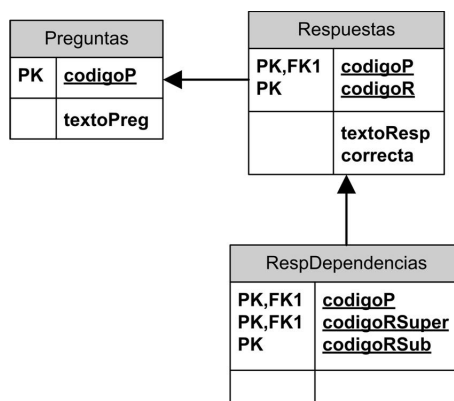 Preguntas
PK codigoP
textoPreg
Respuestas
PK,FK1 codigoP
PK codigoR
textoResp
correcta
RespDependencias
PK,FK1 codigoP
PK,FK1 codigoRSuper
PK codigoRSub